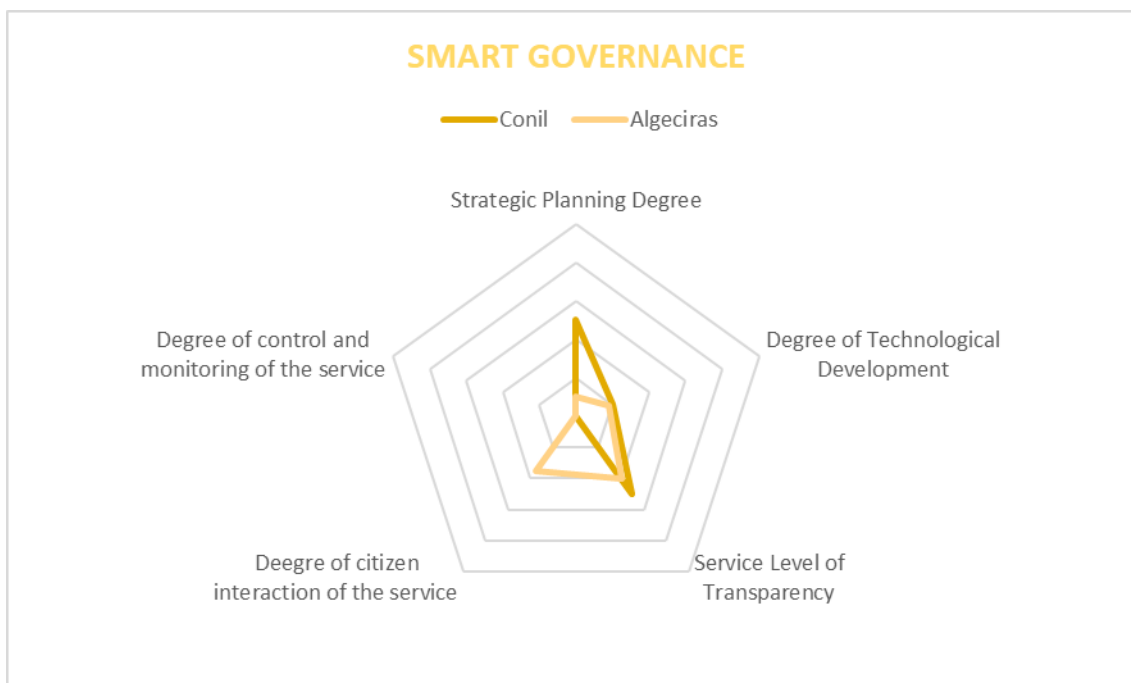 SMART GOVERNANCE
Conil
Algeciras
Strategic Planning Degree
Degree of control and
monitoring of the service
Degree of Technological
Development
Deegre of citizen
interaction of the service
Service Level of
Transparency